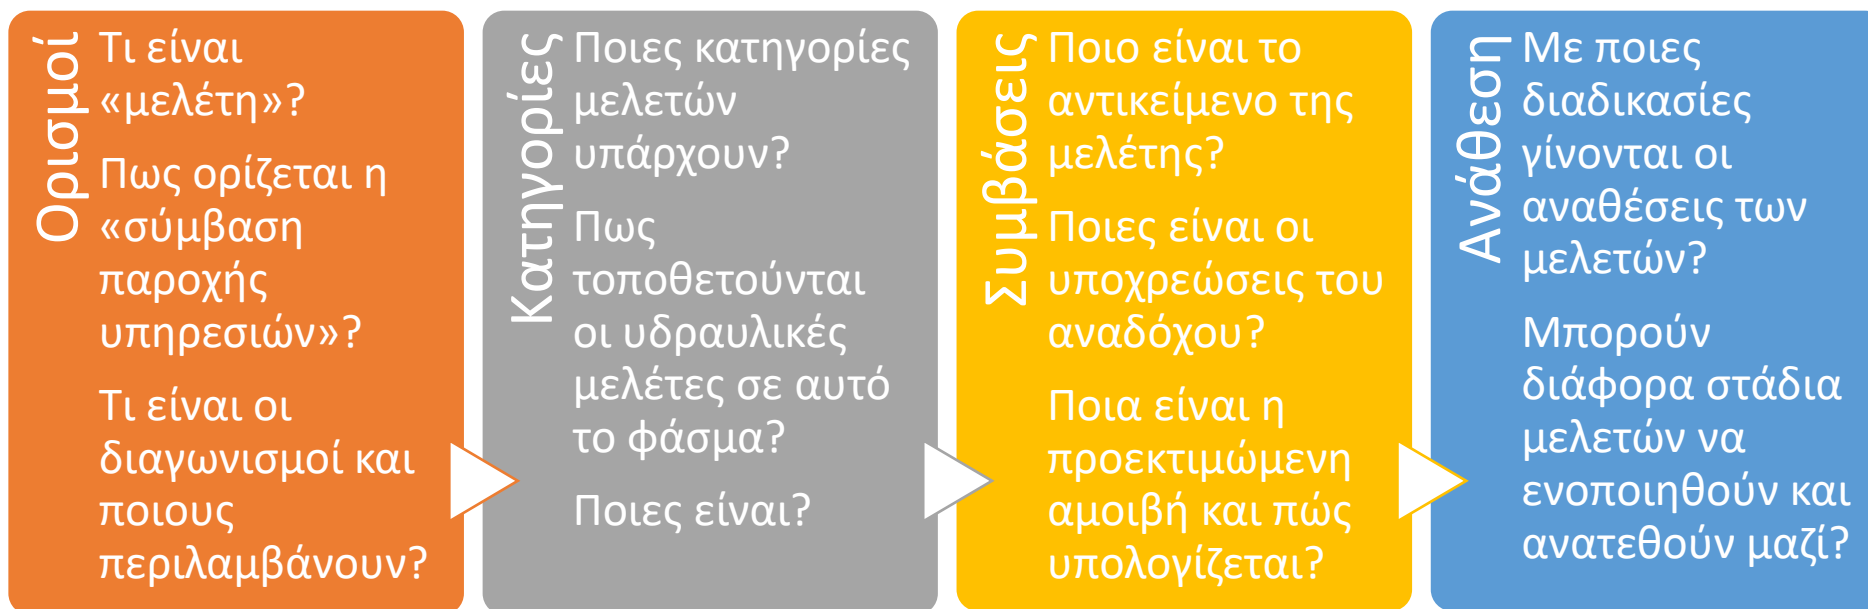 Ορισμοί
Τι είναι
«μελέτη»?
Πως ορίζεται η
«σύμβαση
παροχής
υπηρεσιών»?
Τι είναι οι
διαγωνισμοί και
ποιους
περιλαμβάνουν?
Κατηγορίες
Ποιες κατηγορίες
μελετών
υπάρχουν?
Πως
τοποθετούνται
οι υδραυλικές
μελέτες σε αυτό
το φάσμα?
Ποιες είναι?
Συμβάσεις
Ποιο είναι το
αντικείμενο της
μελέτης?
Ποιες είναι οι
υποχρεώσεις του
αναδόχου?
Ποια είναι η
προεκτιμώμενη
αμοιβή και πώς
υπολογίζεται?
Ανάθεση
Με ποιες
διαδικασίες
γίνονται οι
αναθέσεις των
μελετών?
Μπορούν
διάφορα στάδια
μελετών να
ενοποιηθούν και
ανατεθούν μαζί?